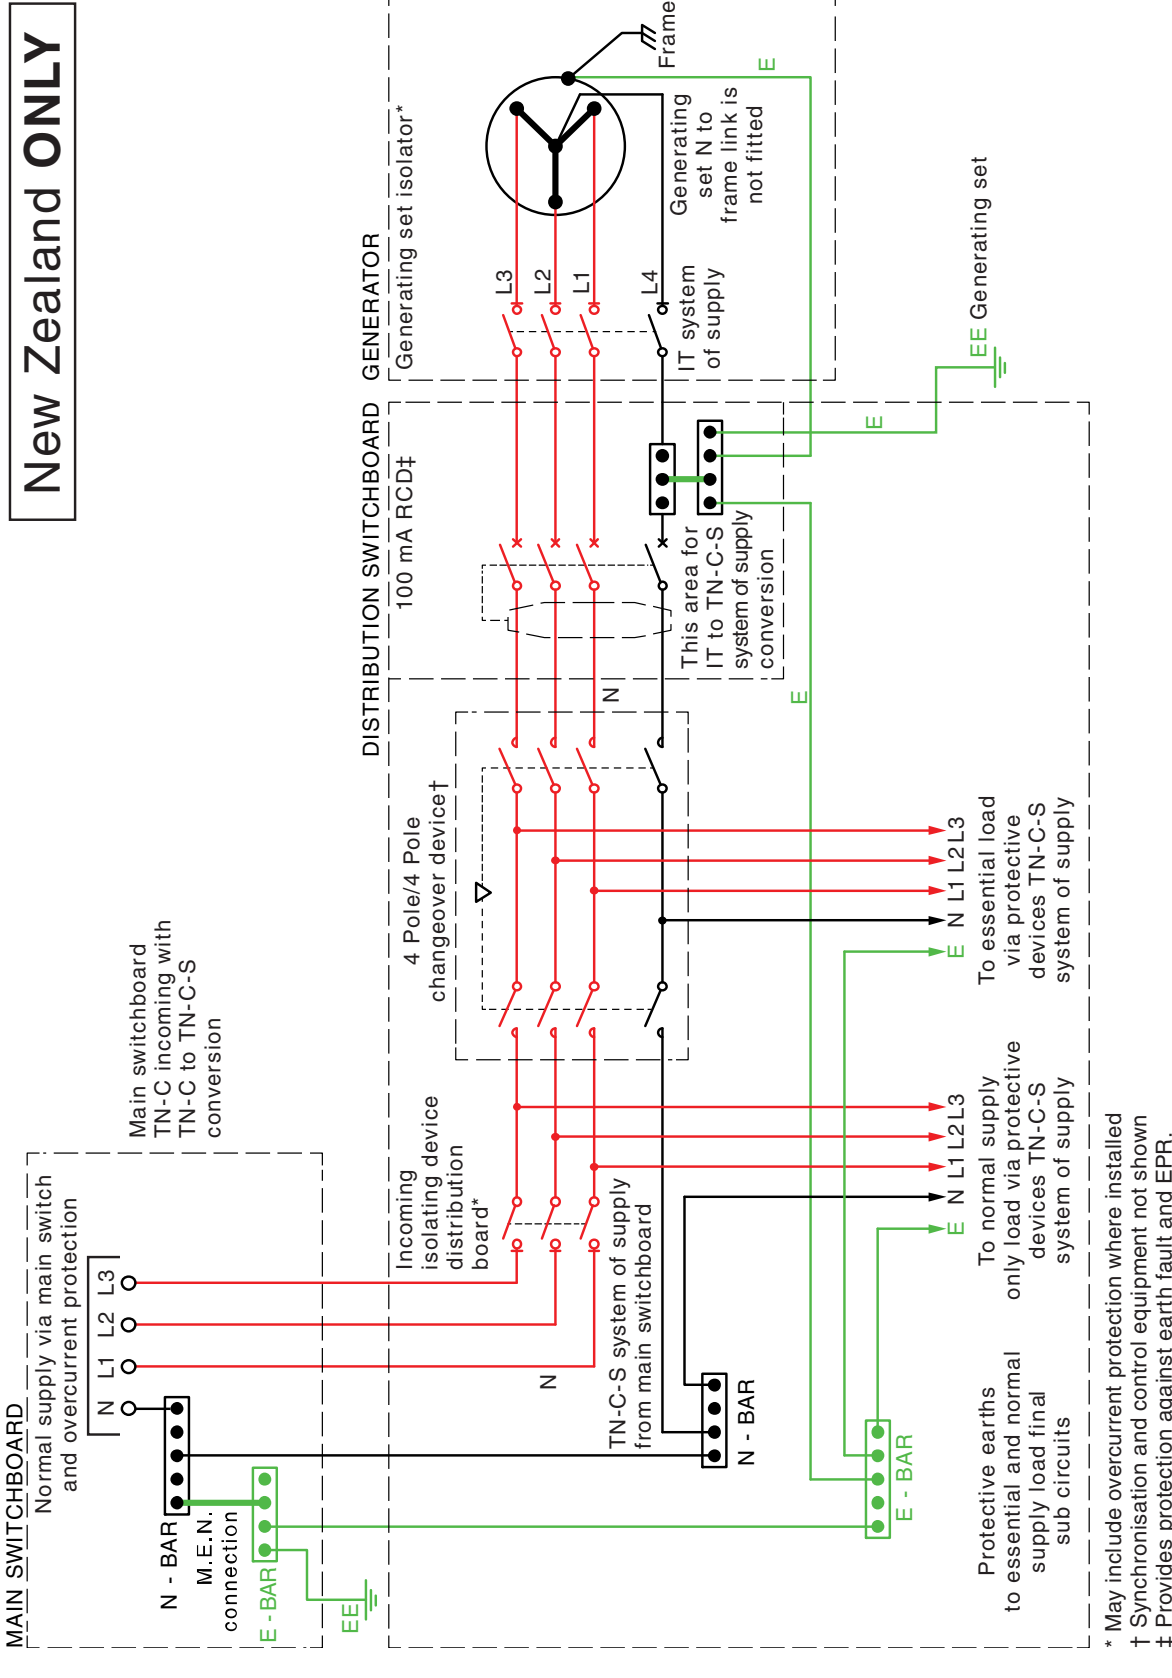 New Zealand ONLY
MAIN SWITCHBOARD
Normal supply via main switch
and overcurrent protection
N L1 L2 L3
N - BAR
M.E.N.
connection
E - BAR
EE
Main switchboard
TN-C incoming with
TN-C to TN-C-S
conversion
DISTRIBUTION SWITCHBOARD
100 mA RCD‡
GENERATOR
Generating set isolator*
L3
L2
L1
L4
Frame
E
Generating
set N to
frame link is
not fitted
IT system
of supply
EE Generating set
E
This area for
IT to TN-C-S
system of supply
conversion
E
N
4 Pole/4 Pole
changeover device†
Incoming
isolating device
distribution
board*
N
TN-C-S system of supply
from main switchboard
N - BAR
E - BAR
Protective earths
to essential and normal
supply load final
sub circuits
E N L1 L2 L3
To normal supply
only load via protective
devices TN-C-S
system of supply
E N L1 L2 L3
To essential load
via protective
devices TN-C-S
system of supply
* May include overcurrent protection where installed
† Synchronisation and control equipment not shown
‡ Provides protection against earth fault and EPR.